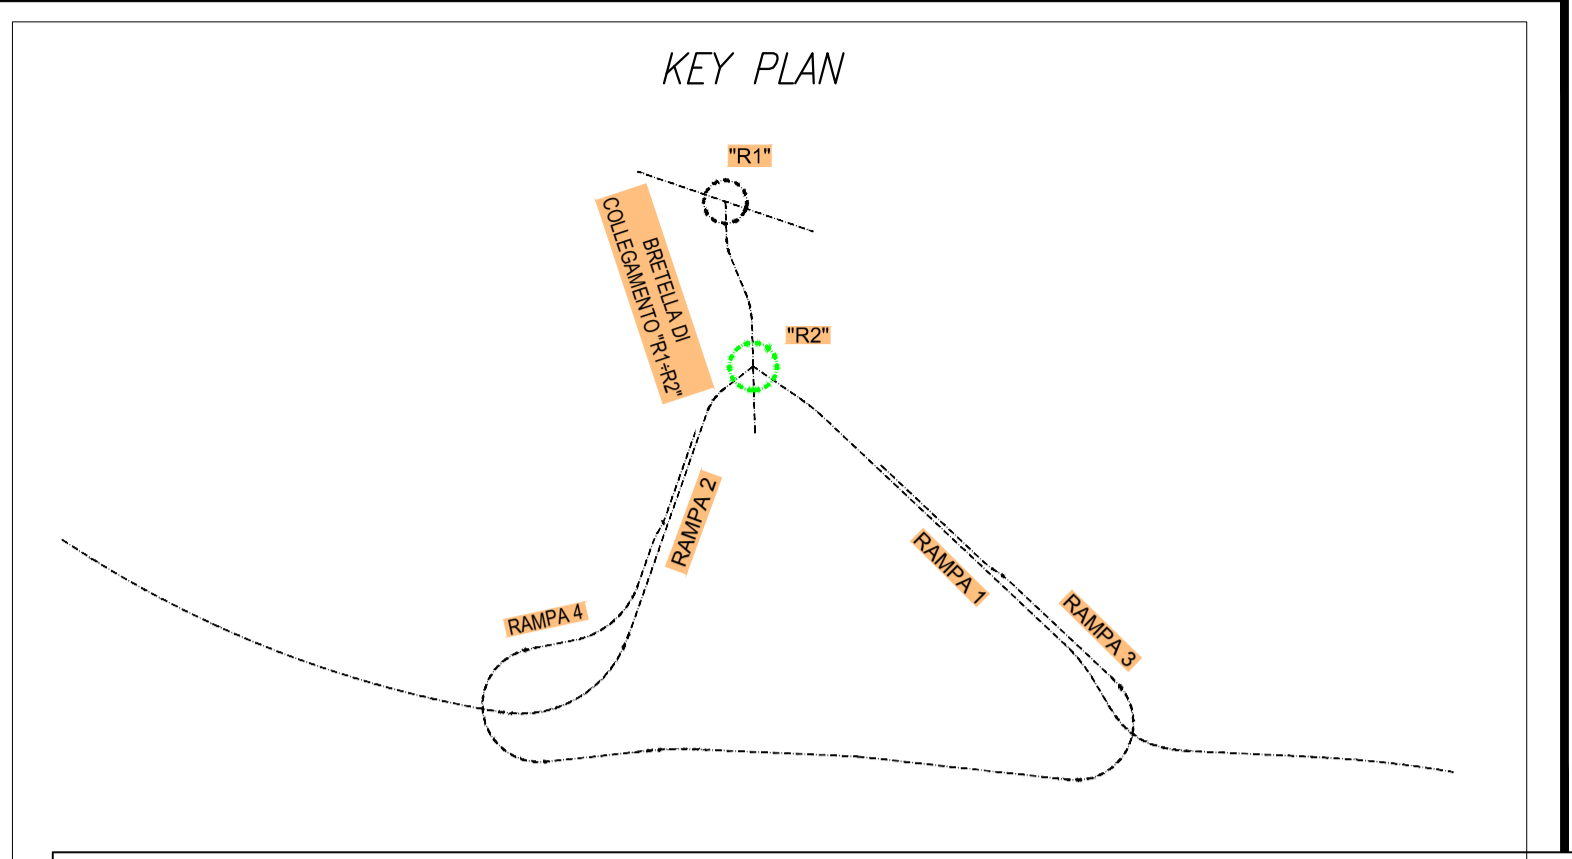 KEY PLAN
"R1"
BRETELLA DI
COLLEGAMENTO "R1÷R2"
"R2"
RAMPA 2
RAMPA 1
RAMPA 4
RAMPA 3